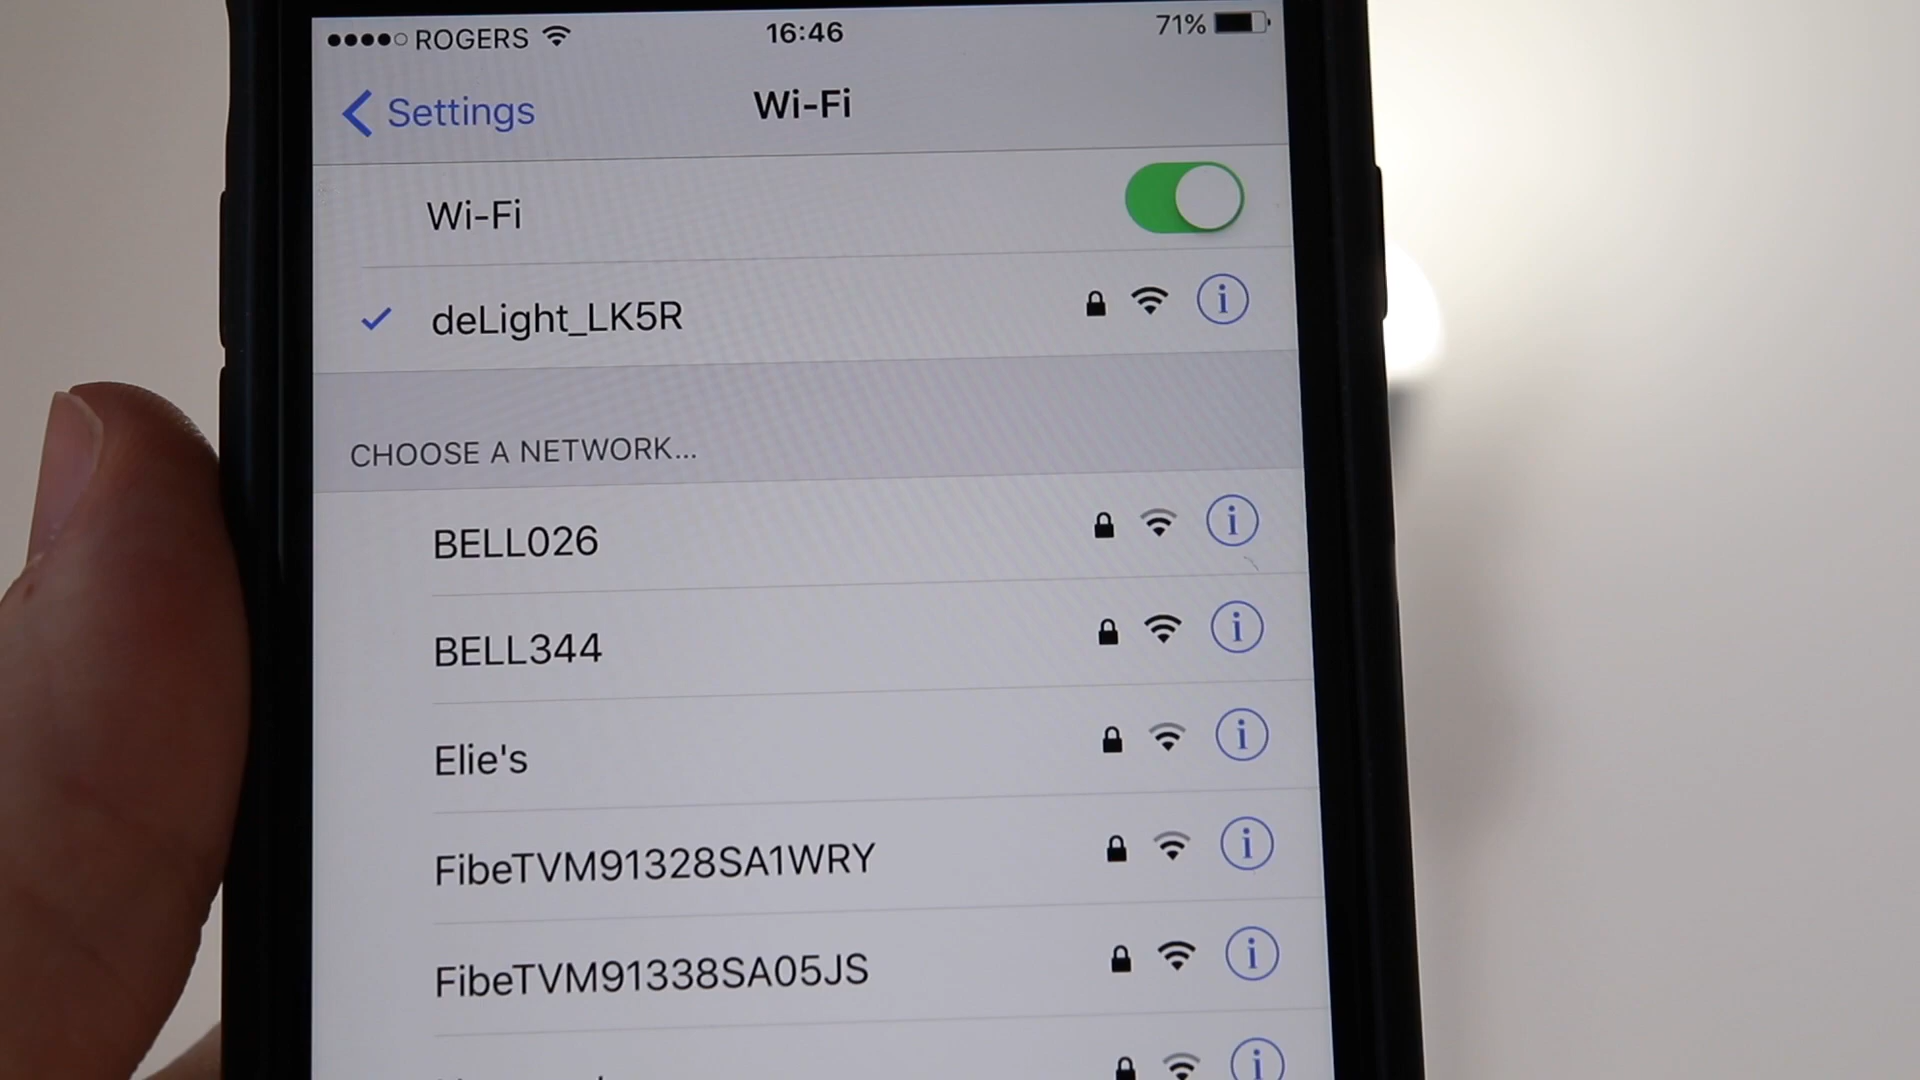 ROGERS 16:46 71%
Settings Wi-Fi
Wi-Fi
deLight_LK5R
CHOOSE A NETWORK...
BELL026
BELL344
Elie's
FibeTVM91328SA1WRY
FibeTVM91338SA05JS